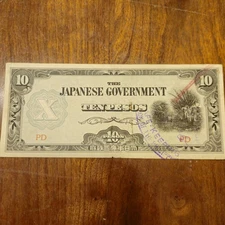 10 THE 10
JAPANESE GOVERNMENT
TEN PESOS
X
PD PD
10